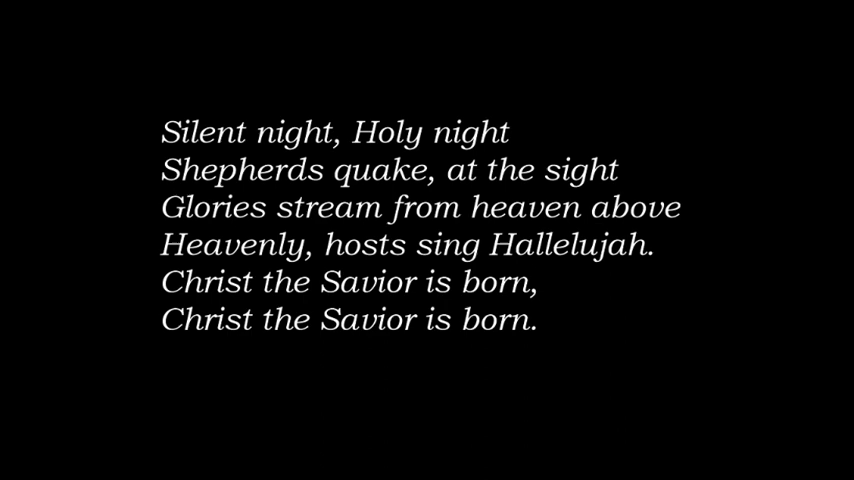 Silent night, Holy night
Shepherds quake, at the sight
Glories stream from heaven above
Heavenly, hosts sing Hallelujah.
Christ the Savior is born,
Christ the Savior is born.